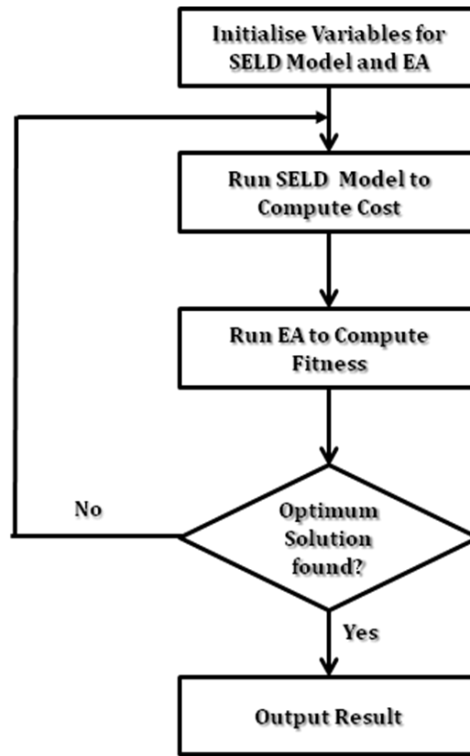 Initialise Variables for
SELD Model and EA
Run SELD Model to
Compute Cost
Run EA to Compute
Fitness
Optimum
Solution
found?
No
Yes
Output Result